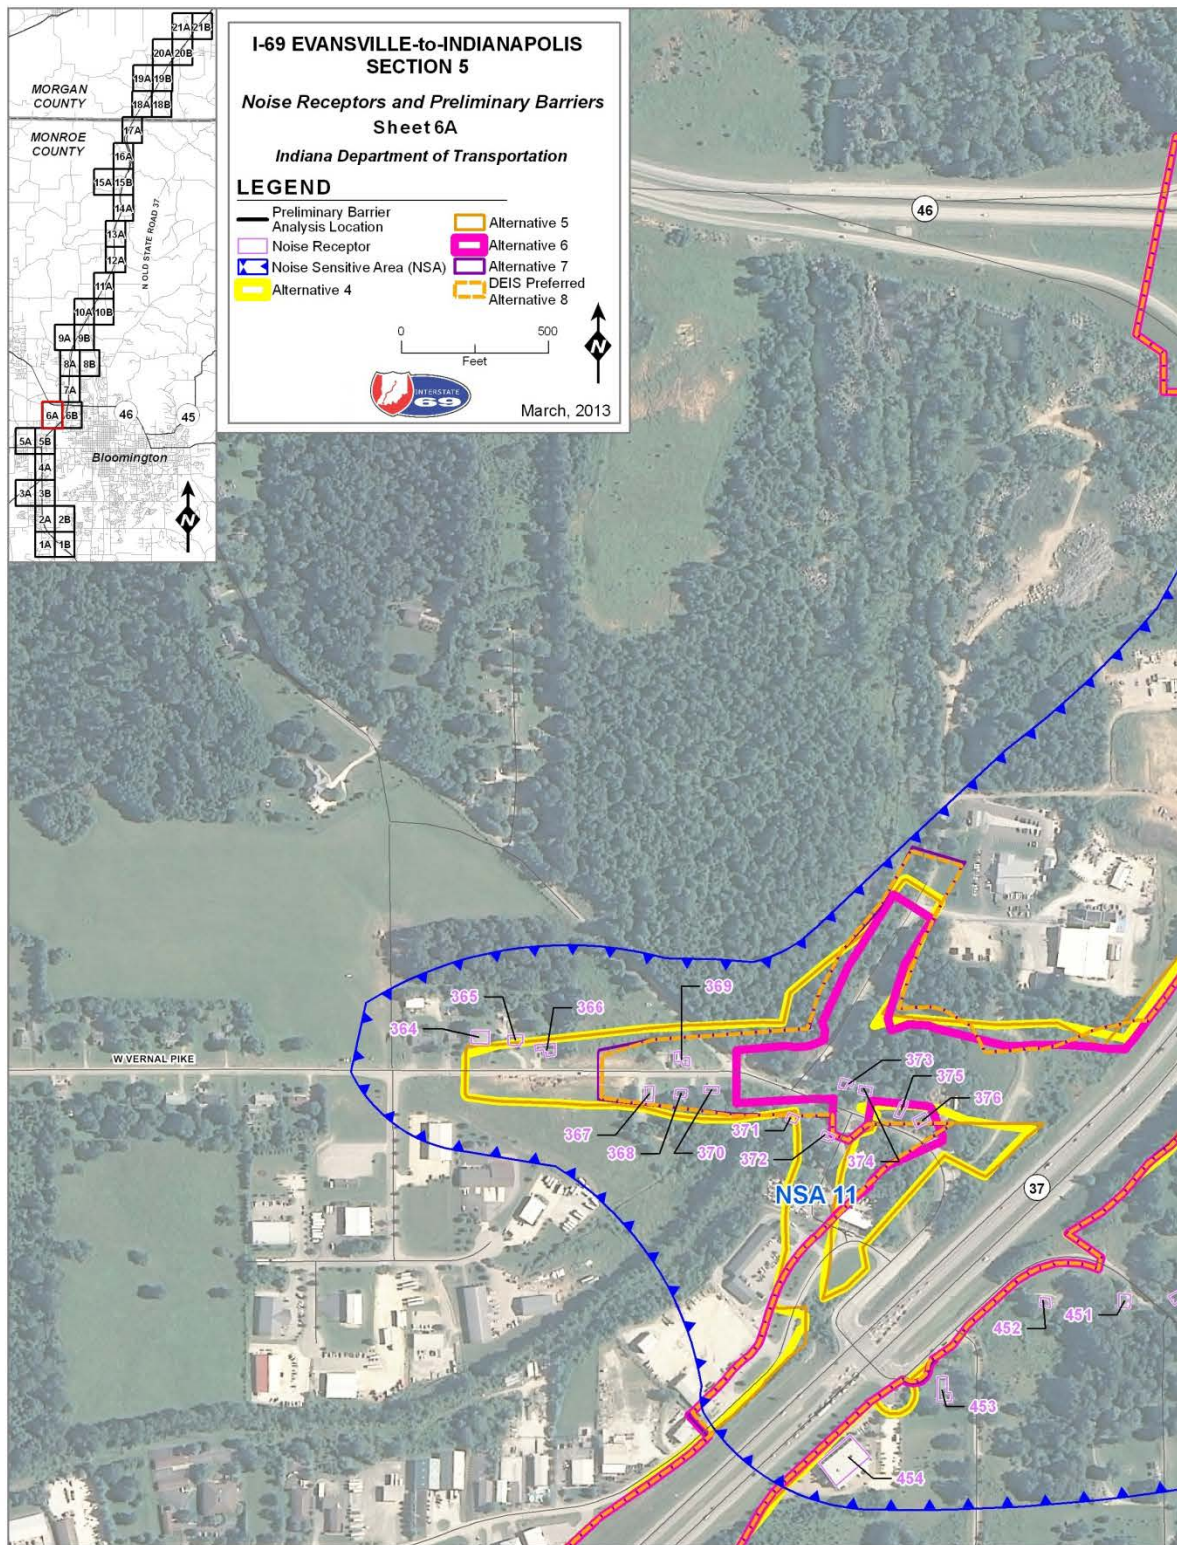 I-69 EVANSVILLE-to-INDIANAPOLIS
SECTION 5
Noise Receptors and Preliminary Barriers
Sheet 6A
Indiana Department of Transportation
LEGEND
Preliminary Barrier
Analysis Location
Noise Receptor
Noise Sensitive Area (NSA)
Alternative 4
Alternative 5
Alternative 6
Alternative 7
DEIS Preferred
Alternative 8
0 500
Feet
N
INTERSTATE
69
March, 2013
21A 21B
20A 20B
19A 19B
MORGAN
COUNTY
18A 18B
MONROE
COUNTY
17A
16A
15A 15B
14A
N OLD STATE ROAD 37
13A
12A
11A
10A 10B
9A 9B
8A 8B
7A
6A 6B
46
45
5A 5B
Bloomington
4A
3A 3B
2A 2B
1A 1B
N
46
369
365
366
364
W VERNAL PIKE
373
375
376
367
371
368
370
372
374
NSA 11
37
452
451
453
454